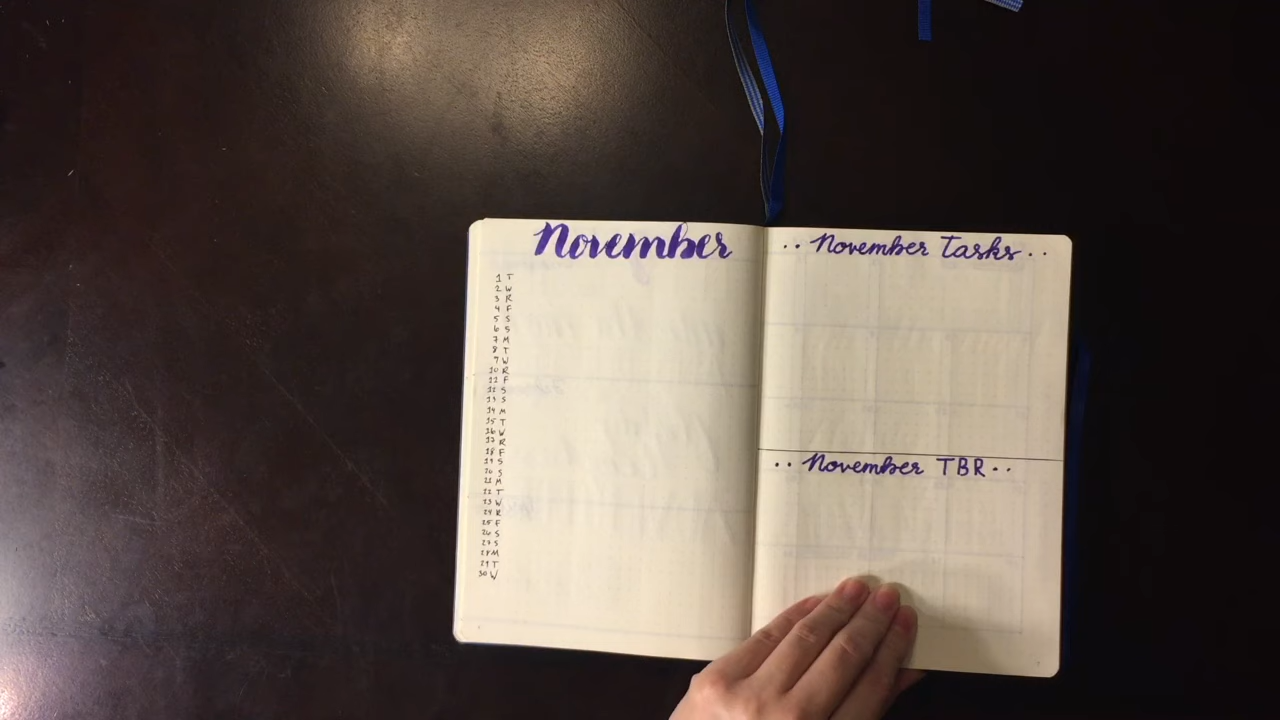 November
1 T
2 W
3 R
4 F
5 S
6 S
7 M
8 T
9 W
10 R
11 F
12 S
13 S
14 M
15 T
16 W
17 R
18 F
19 S
20 S
21 M
22 T
23 W
24 R
25 F
26 S
27 S
28 M
29 T
30 W
.. November Tasks ..
.. November TBR ..